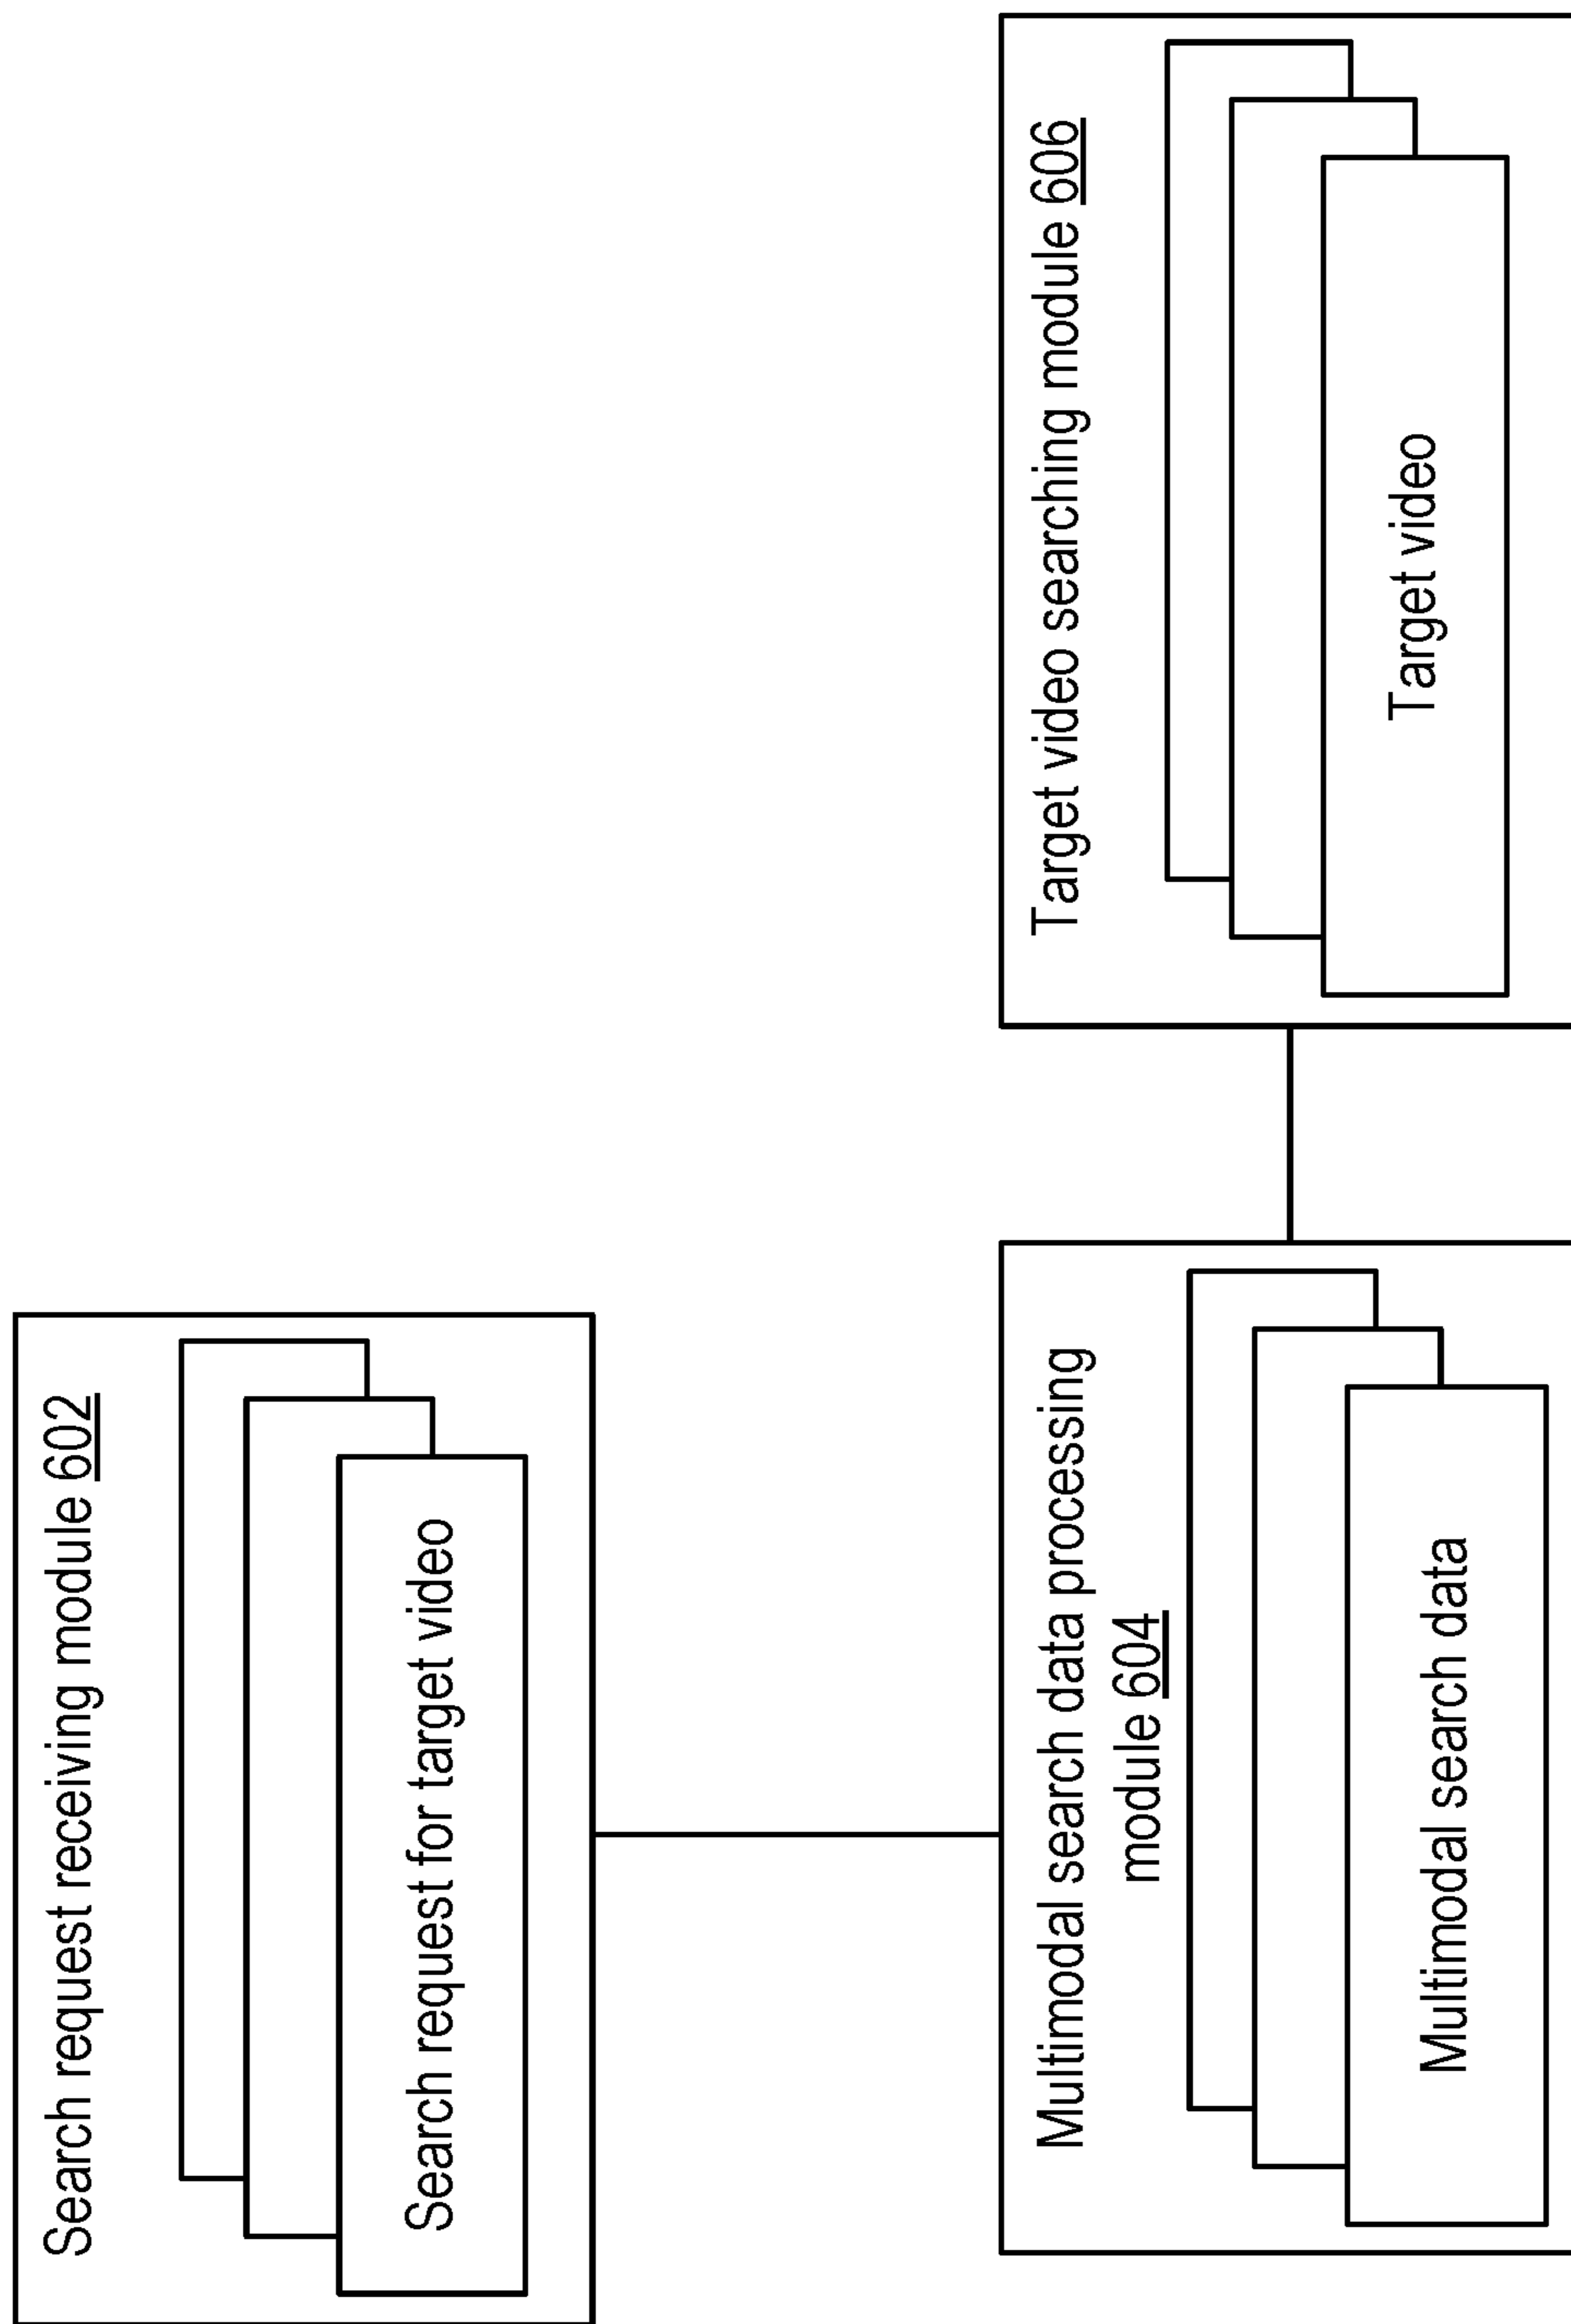 Search request receiving module 602
Search request for target video
Multimodal search data processing
module 604
Multimodal search data
Target video searching module 606
Target video